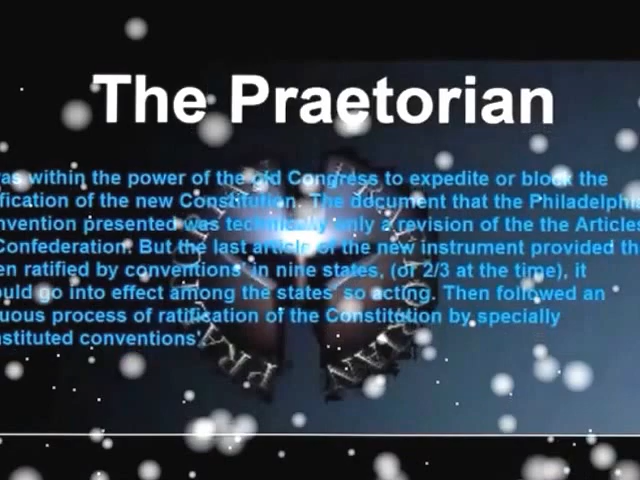 The Praetorian
as within the power of the old Congress to expedite or block the
ification of the new Constitution. The document that the Philadelphia
nvention presented was technically only a revision of the the Articles
Confederation. But the last article of the new instrument provided th
en ratified by conventions' in nine states, (or 2/3 at the time), it
uld go into effect among the states' so acting. Then followed an
uous process of ratification of the Constitution by specially
stituted conventions'